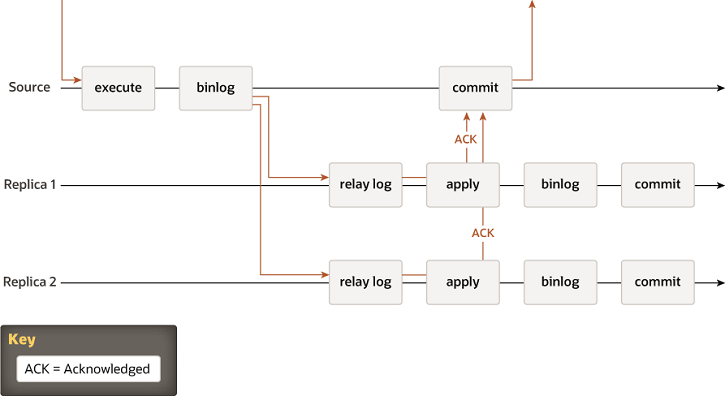 Source
execute
binlog
commit
ACK
Replica 1
relay log
apply
binlog
commit
ACK
Replica 2
relay log
apply
binlog
commit
Key
ACK = Acknowledged